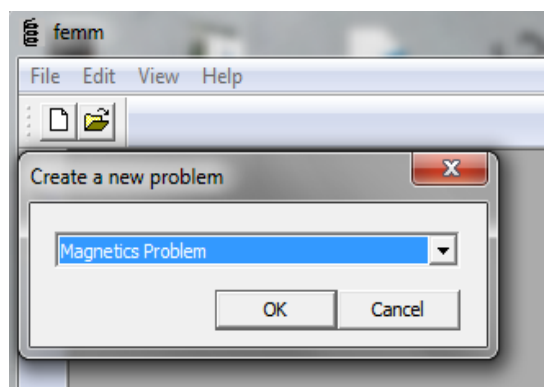 femm
File Edit View Help
Create a new problem
X
Magnetics Problem
OK Cancel